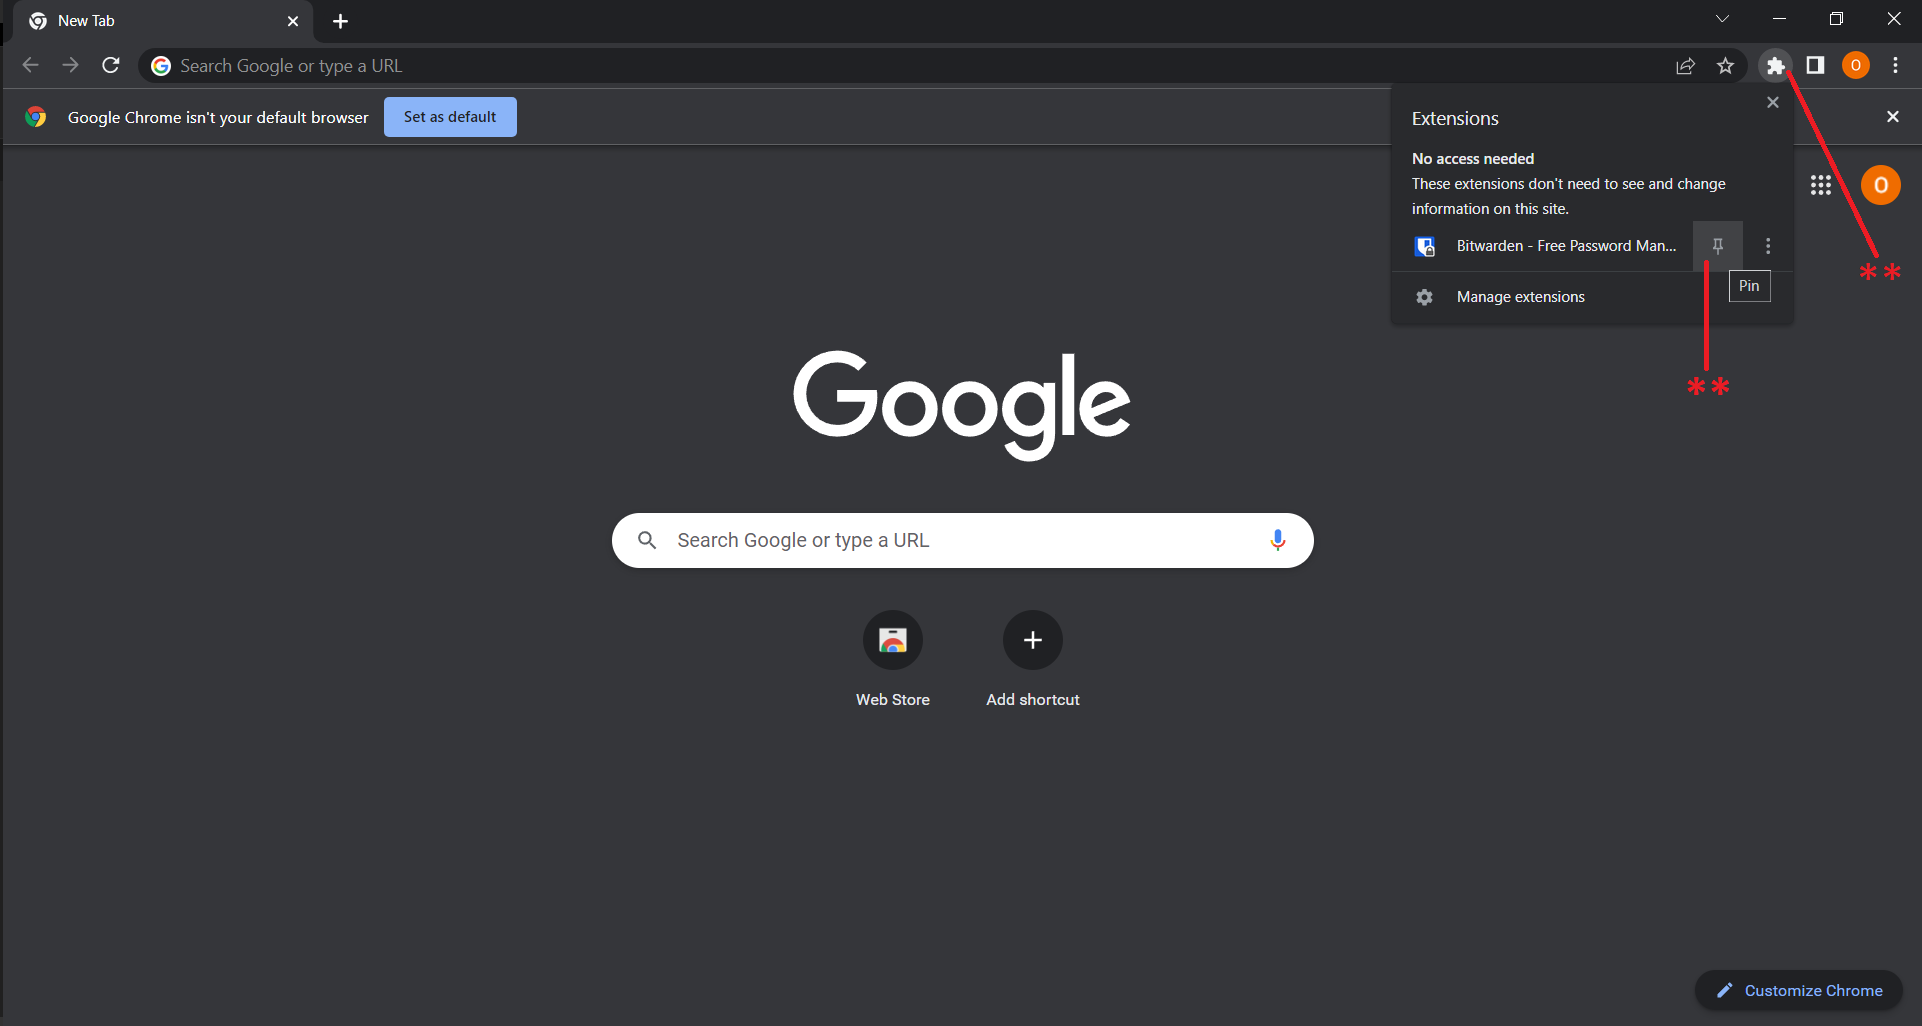 New Tab
Search Google or type a URL
O
Google Chrome isn't your default browser
Set as default
Extensions
No access needed
These extensions don't need to see and change
information on this site.
O
Bitwarden - Free Password Man...
Pin
Manage extensions
**
**
Google
Search Google or type a URL
Web Store
Add shortcut
Customize Chrome